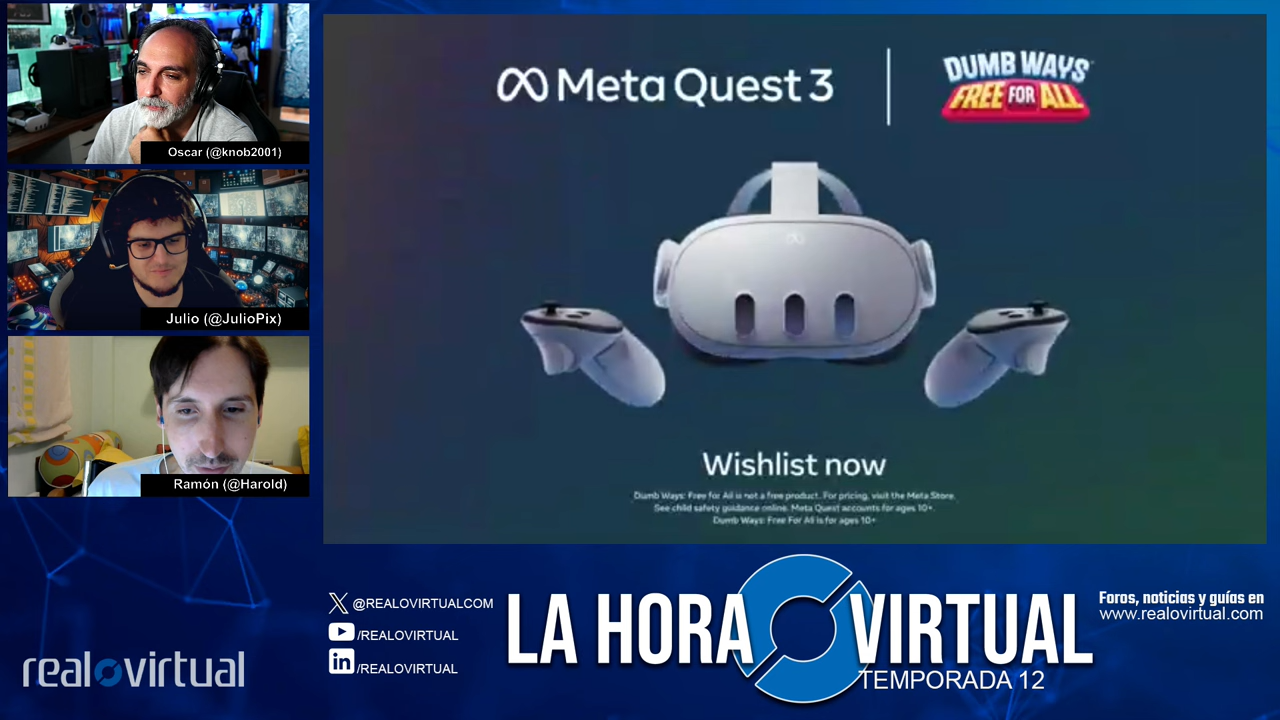 Oscar (@knob2001)
Julio (@JulioPix)
Ramón (@Harold)
Meta Quest 3
DUMB WAYS
FREE FOR ALL
Wishlist now
Dumb Ways: Free for All is not a free product. For pricing, visit the Meta Store.
See child safety guidance online. Meta Quest accounts for ages 10+.
Dumb Ways: Free For All is for ages 10+
@REALOVIRTUALCOM
/REALOVIRTUAL
/REALOVIRTUAL
LA HORA VIRTUAL
TEMPORADA 12
Foros, noticias y guías en
www.realovirtual.com
realovirtual